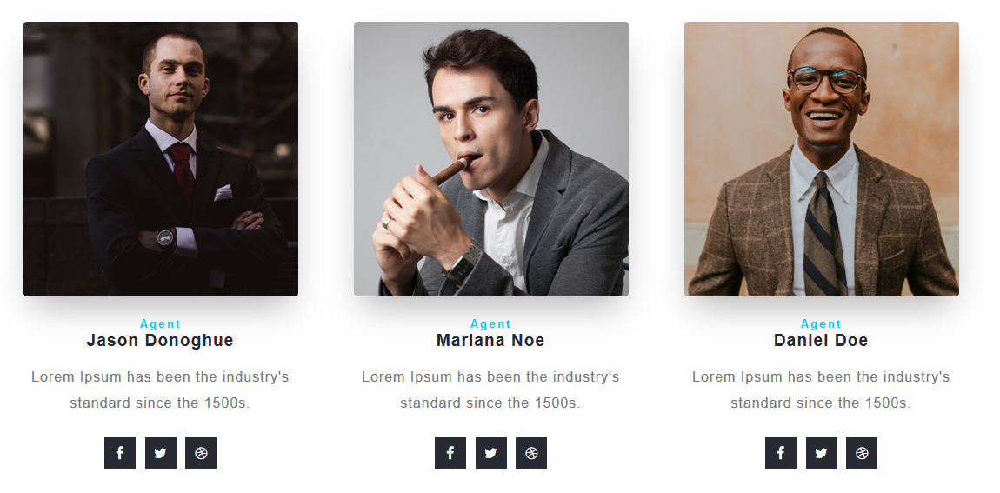 Agent
Jason Donoghue
Lorem Ipsum has been the industry's
standard since the 1500s.
Agent
Mariana Noe
Lorem Ipsum has been the industry's
standard since the 1500s.
Agent
Daniel Doe
Lorem Ipsum has been the industry's
standard since the 1500s.